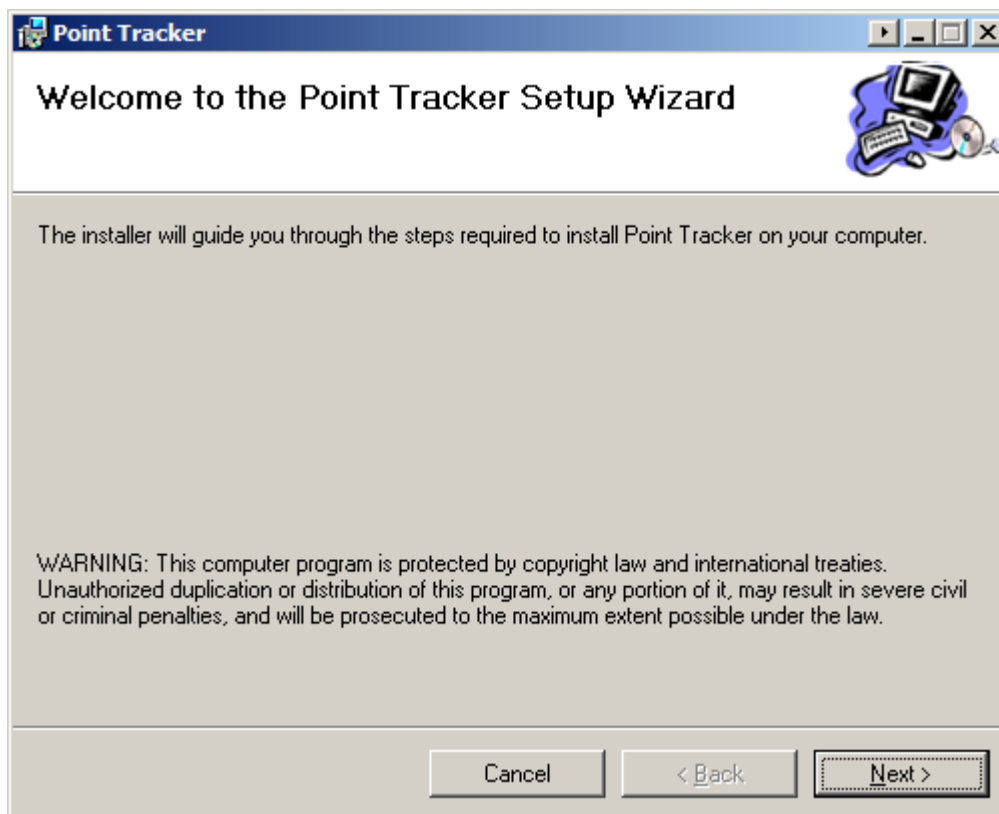 Point Tracker
Welcome to the Point Tracker Setup Wizard
The installer will guide you through the steps required to install Point Tracker on your computer.
WARNING: This computer program is protected by copyright law and international treaties.
Unauthorized duplication or distribution of this program, or any portion of it, may result in severe civil
or criminal penalties, and will be prosecuted to the maximum extent possible under the law.
Cancel
< Back
Next >